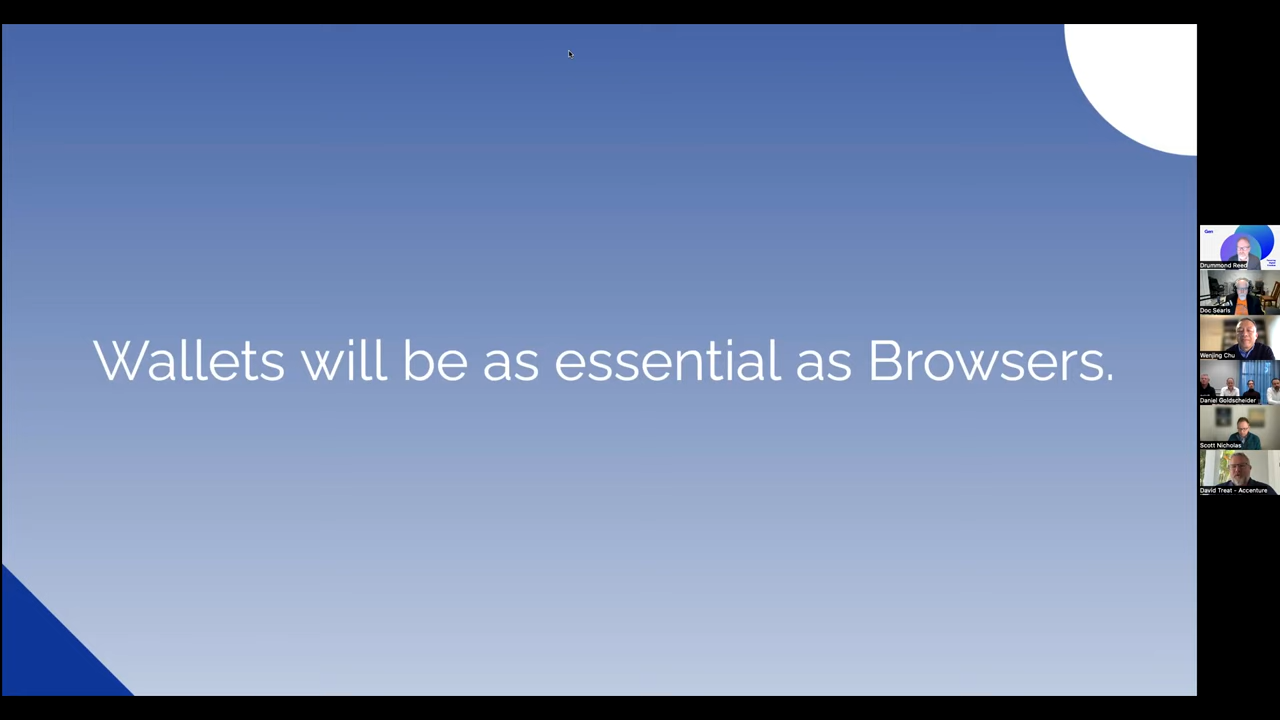 Wallets will be as essential as Browsers.
Gen
Drummond Reed
Doc Searls
Wenjing Chu
Daniel Goldscheider
Scott Nicholas
David Treat - Accenture